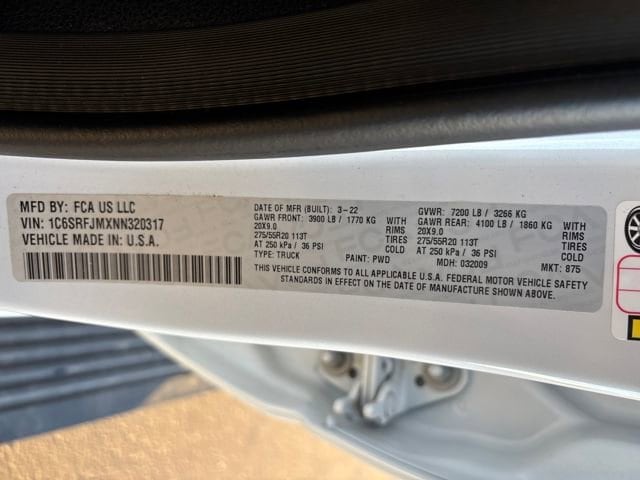 MFD BY: FCA US LLC
VIN: 1C6SRFJMXNN320317
VEHICLE MADE IN U.S.A.
DATE OF MFR (BUILT): 3-22
GAWR FRONT: 3900 LB / 1770 KG WITH
20X9.0 RIMS
275/55R20 113T TIRES
AT 250 kPa / 36 PSI COLD
TYPE: TRUCK PAINT: PWD
GVWR: 7200 LB / 3266 KG
GAWR REAR: 4100 LB / 1860 KG WITH
20X9.0 RIMS
275/55R20 113T TIRES
AT 250 kPa / 36 PSI COLD
MDH: 032009 MKT: 875
THIS VEHICLE CONFORMS TO ALL APPLICABLE U.S.A. FEDERAL MOTOR VEHICLE SAFETY
STANDARDS IN EFFECT ON THE DATE OF MANUFACTURE SHOWN ABOVE.